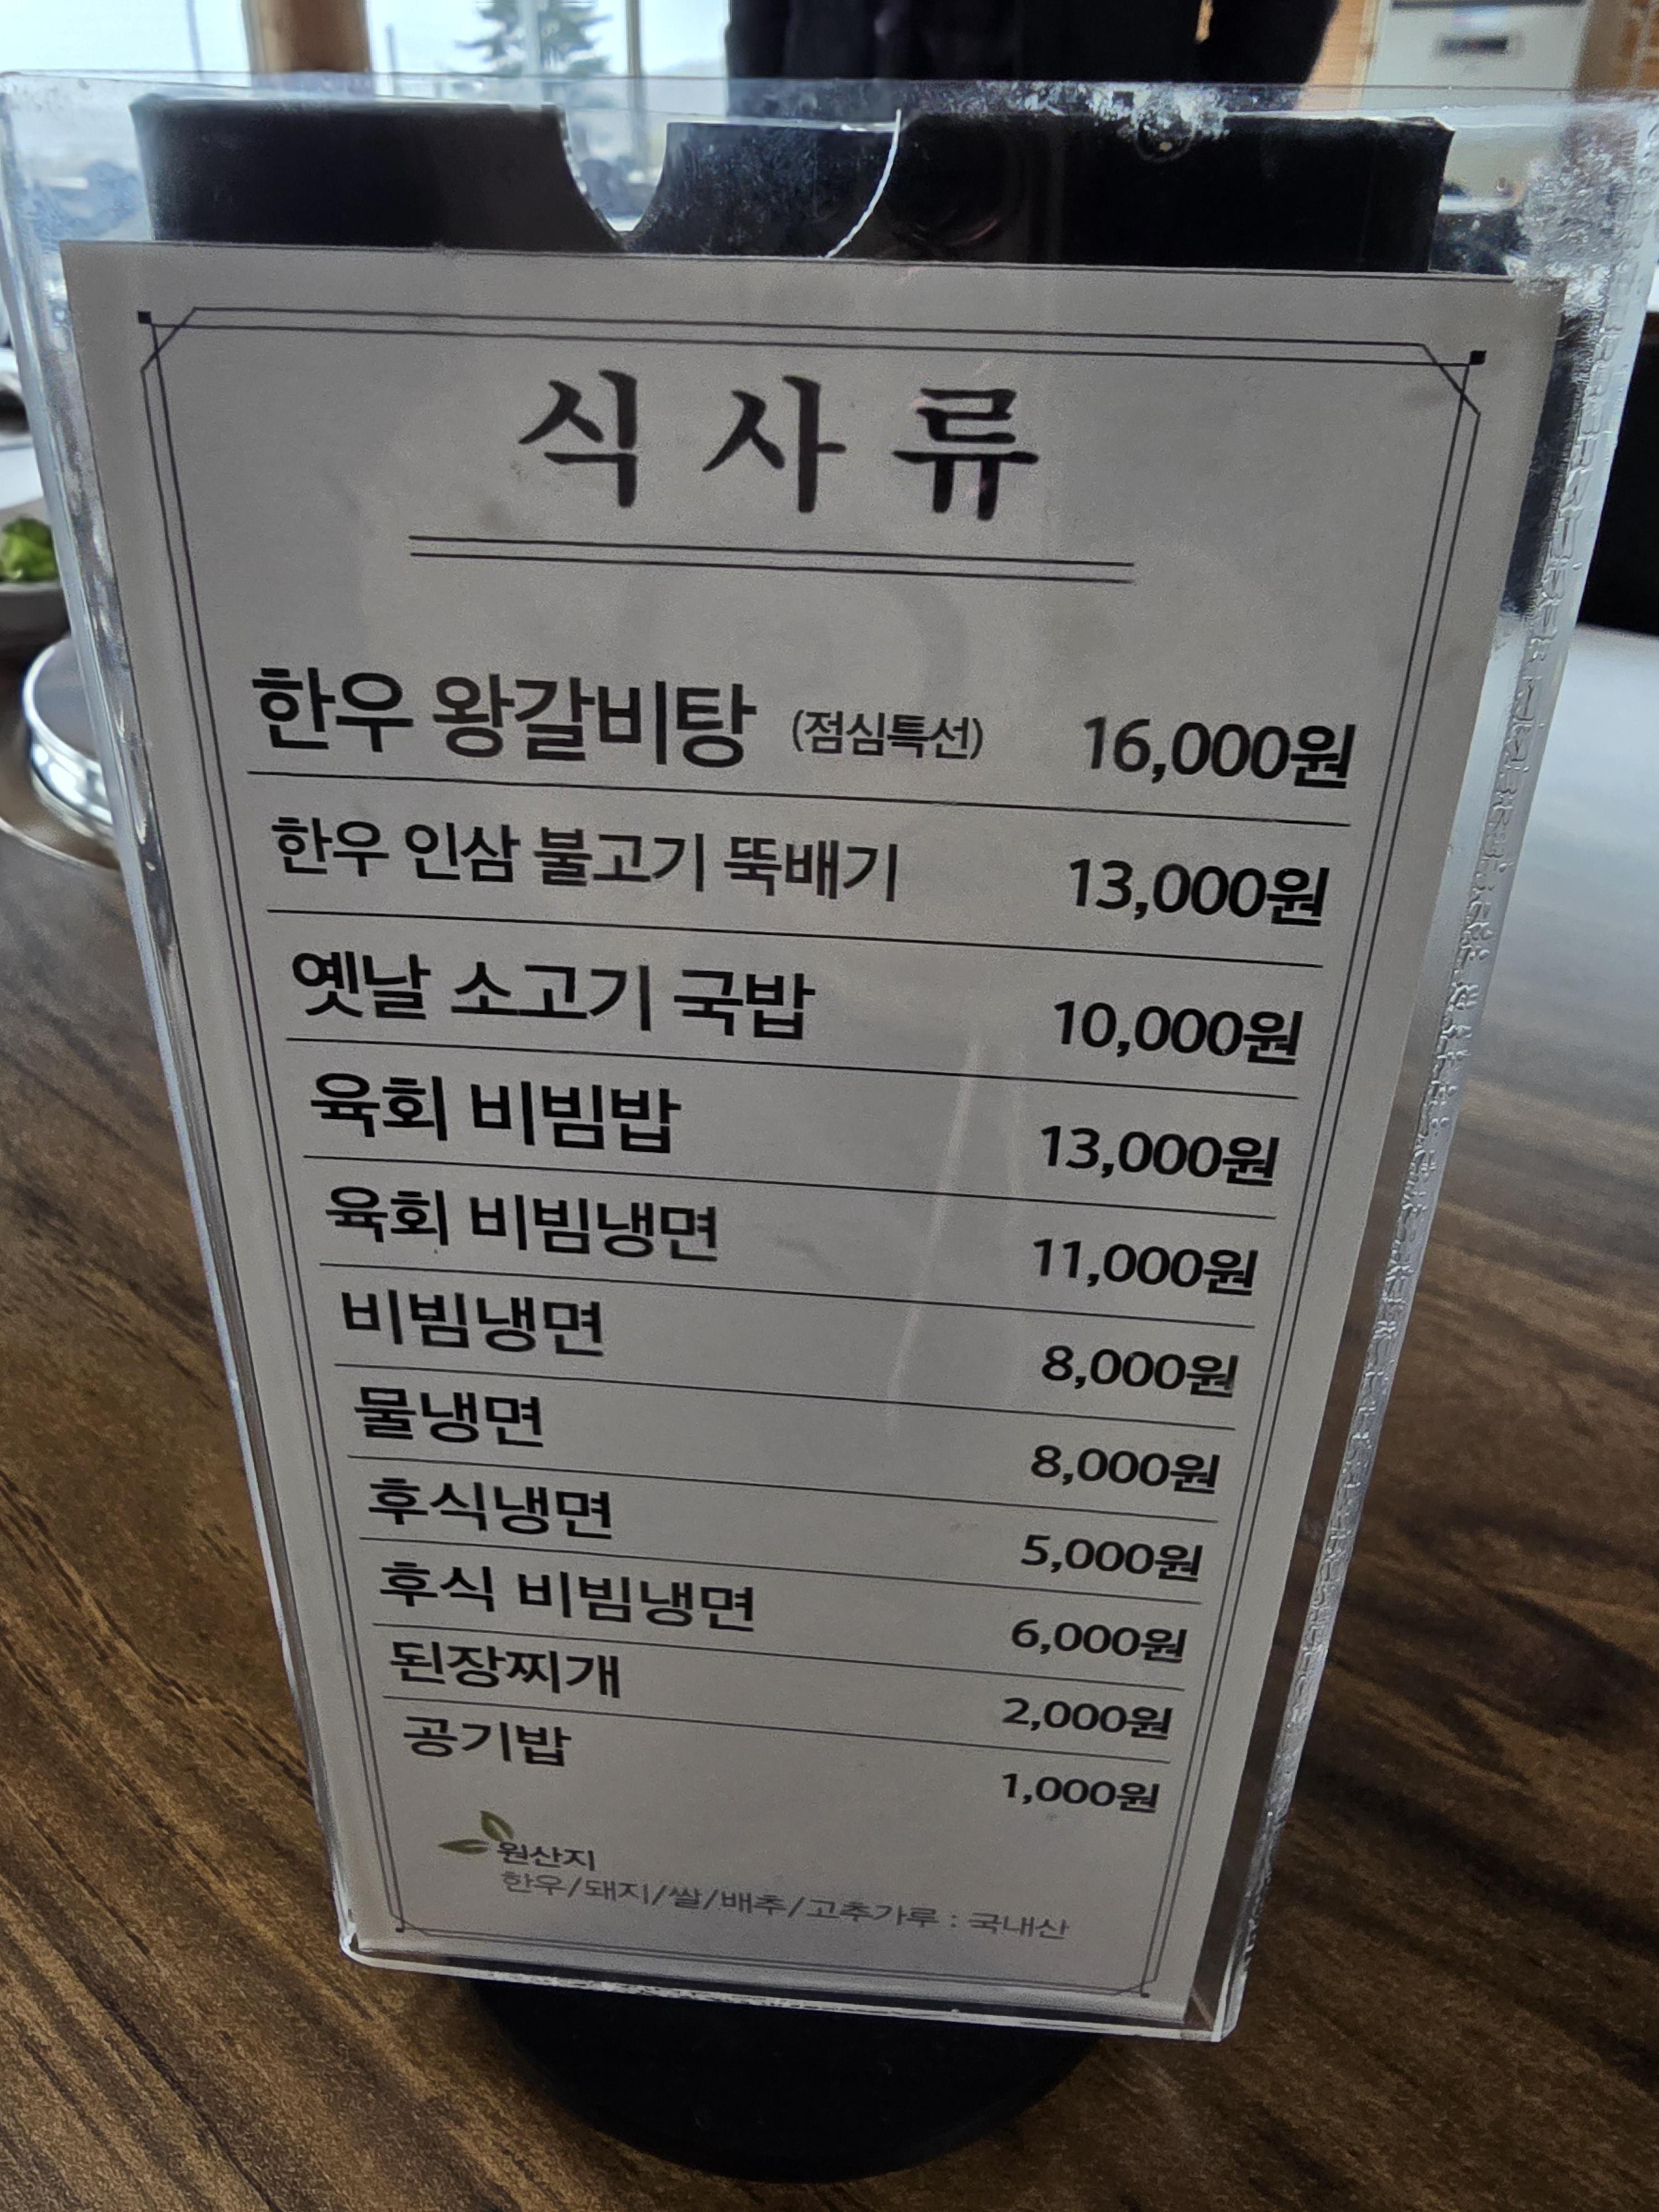 식사류
한우 왕갈비탕 (점심특선) 16,000원
한우 인삼 불고기 뚝배기 13,000원
옛날 소고기 국밥 10,000원
육회 비빔밥 13,000원
육회 비빔냉면 11,000원
비빔냉면 8,000원
물냉면 8,000원
후식냉면 5,000원
후식 비빔냉면 6,000원
된장찌개 2,000원
공기밥 1,000원
원산지
한우/돼지/쌀/배추/고추가루 : 국내산